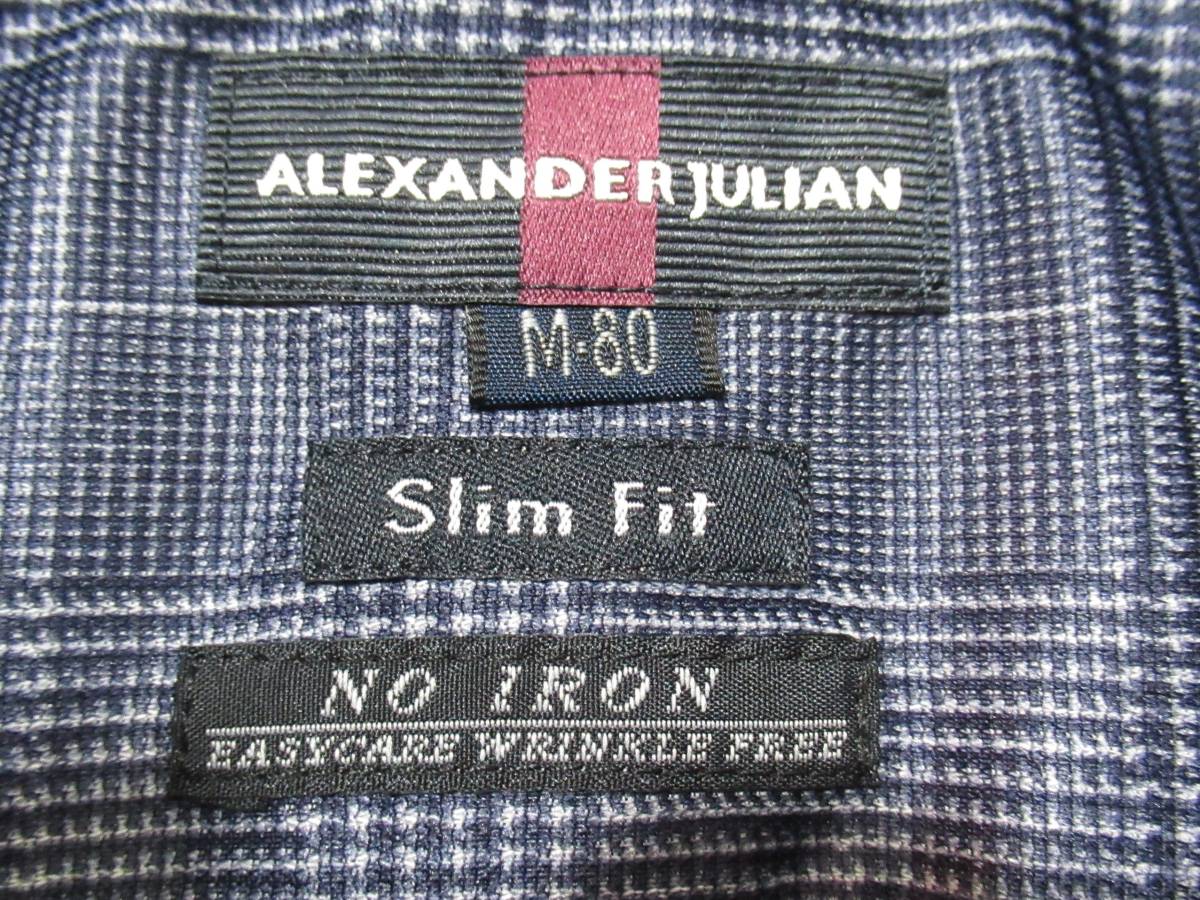 ALEXANDER JULIAN
M-80
Slim Fit
NO IRON
EASYCARE WRINKLE FREE